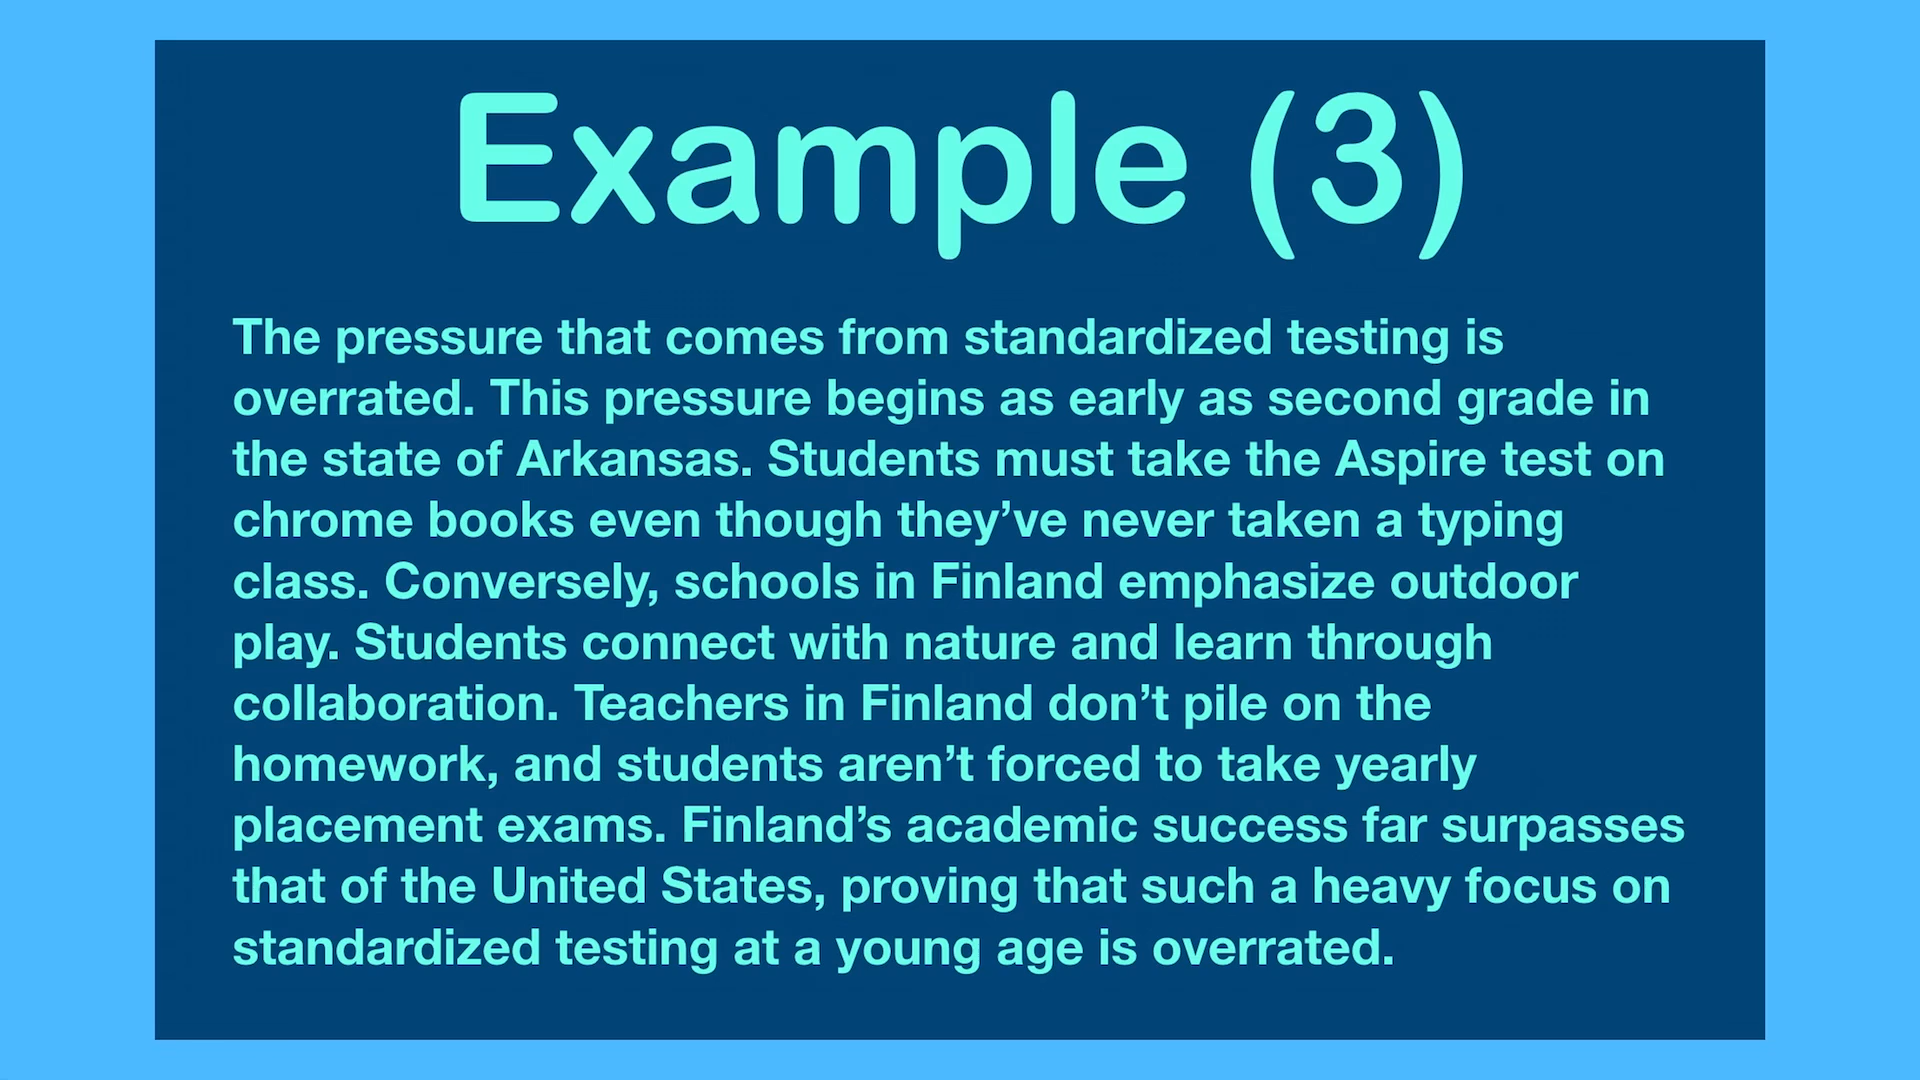 Example (3)
The pressure that comes from standardized testing is
overrated. This pressure begins as early as second grade in
the state of Arkansas. Students must take the Aspire test on
chrome books even though they’ve never taken a typing
class. Conversely, schools in Finland emphasize outdoor
play. Students connect with nature and learn through
collaboration. Teachers in Finland don’t pile on the
homework, and students aren’t forced to take yearly
placement exams. Finland’s academic success far surpasses
that of the United States, proving that such a heavy focus on
standardized testing at a young age is overrated.